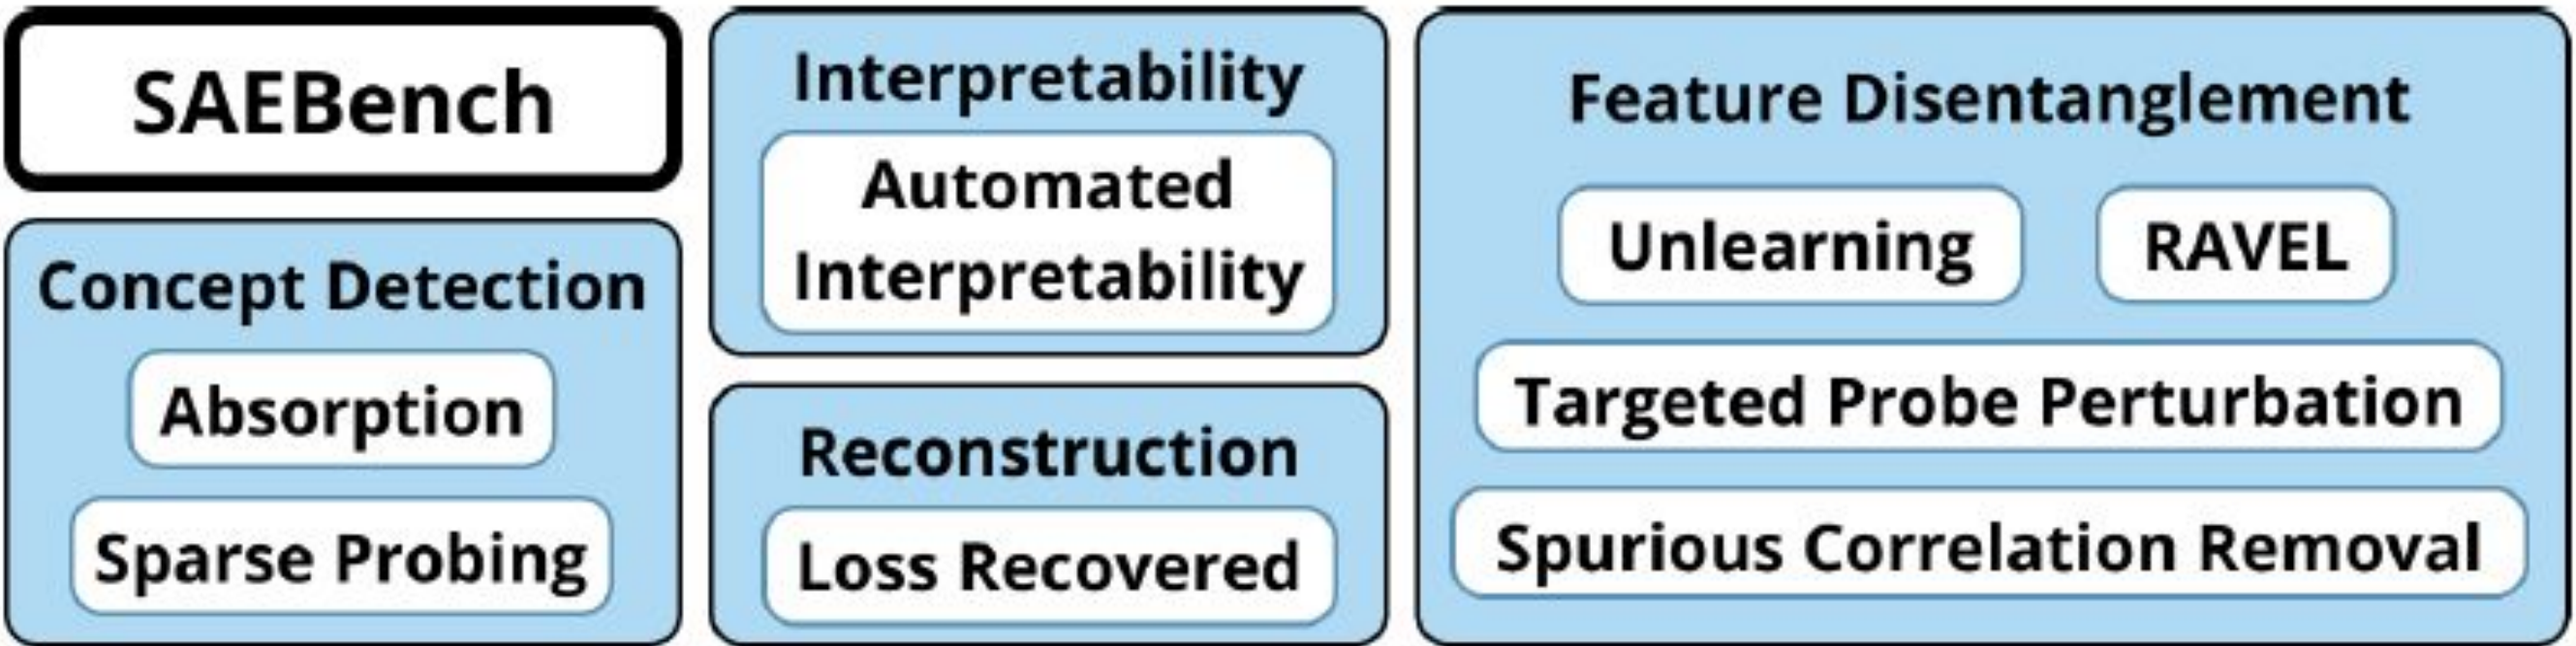 SAEBench
Concept Detection
Absorption
Sparse Probing
Interpretability
Automated
Interpretability
Reconstruction
Loss Recovered
Feature Disentanglement
Unlearning
RAVEL
Targeted Probe Perturbation
Spurious Correlation Removal